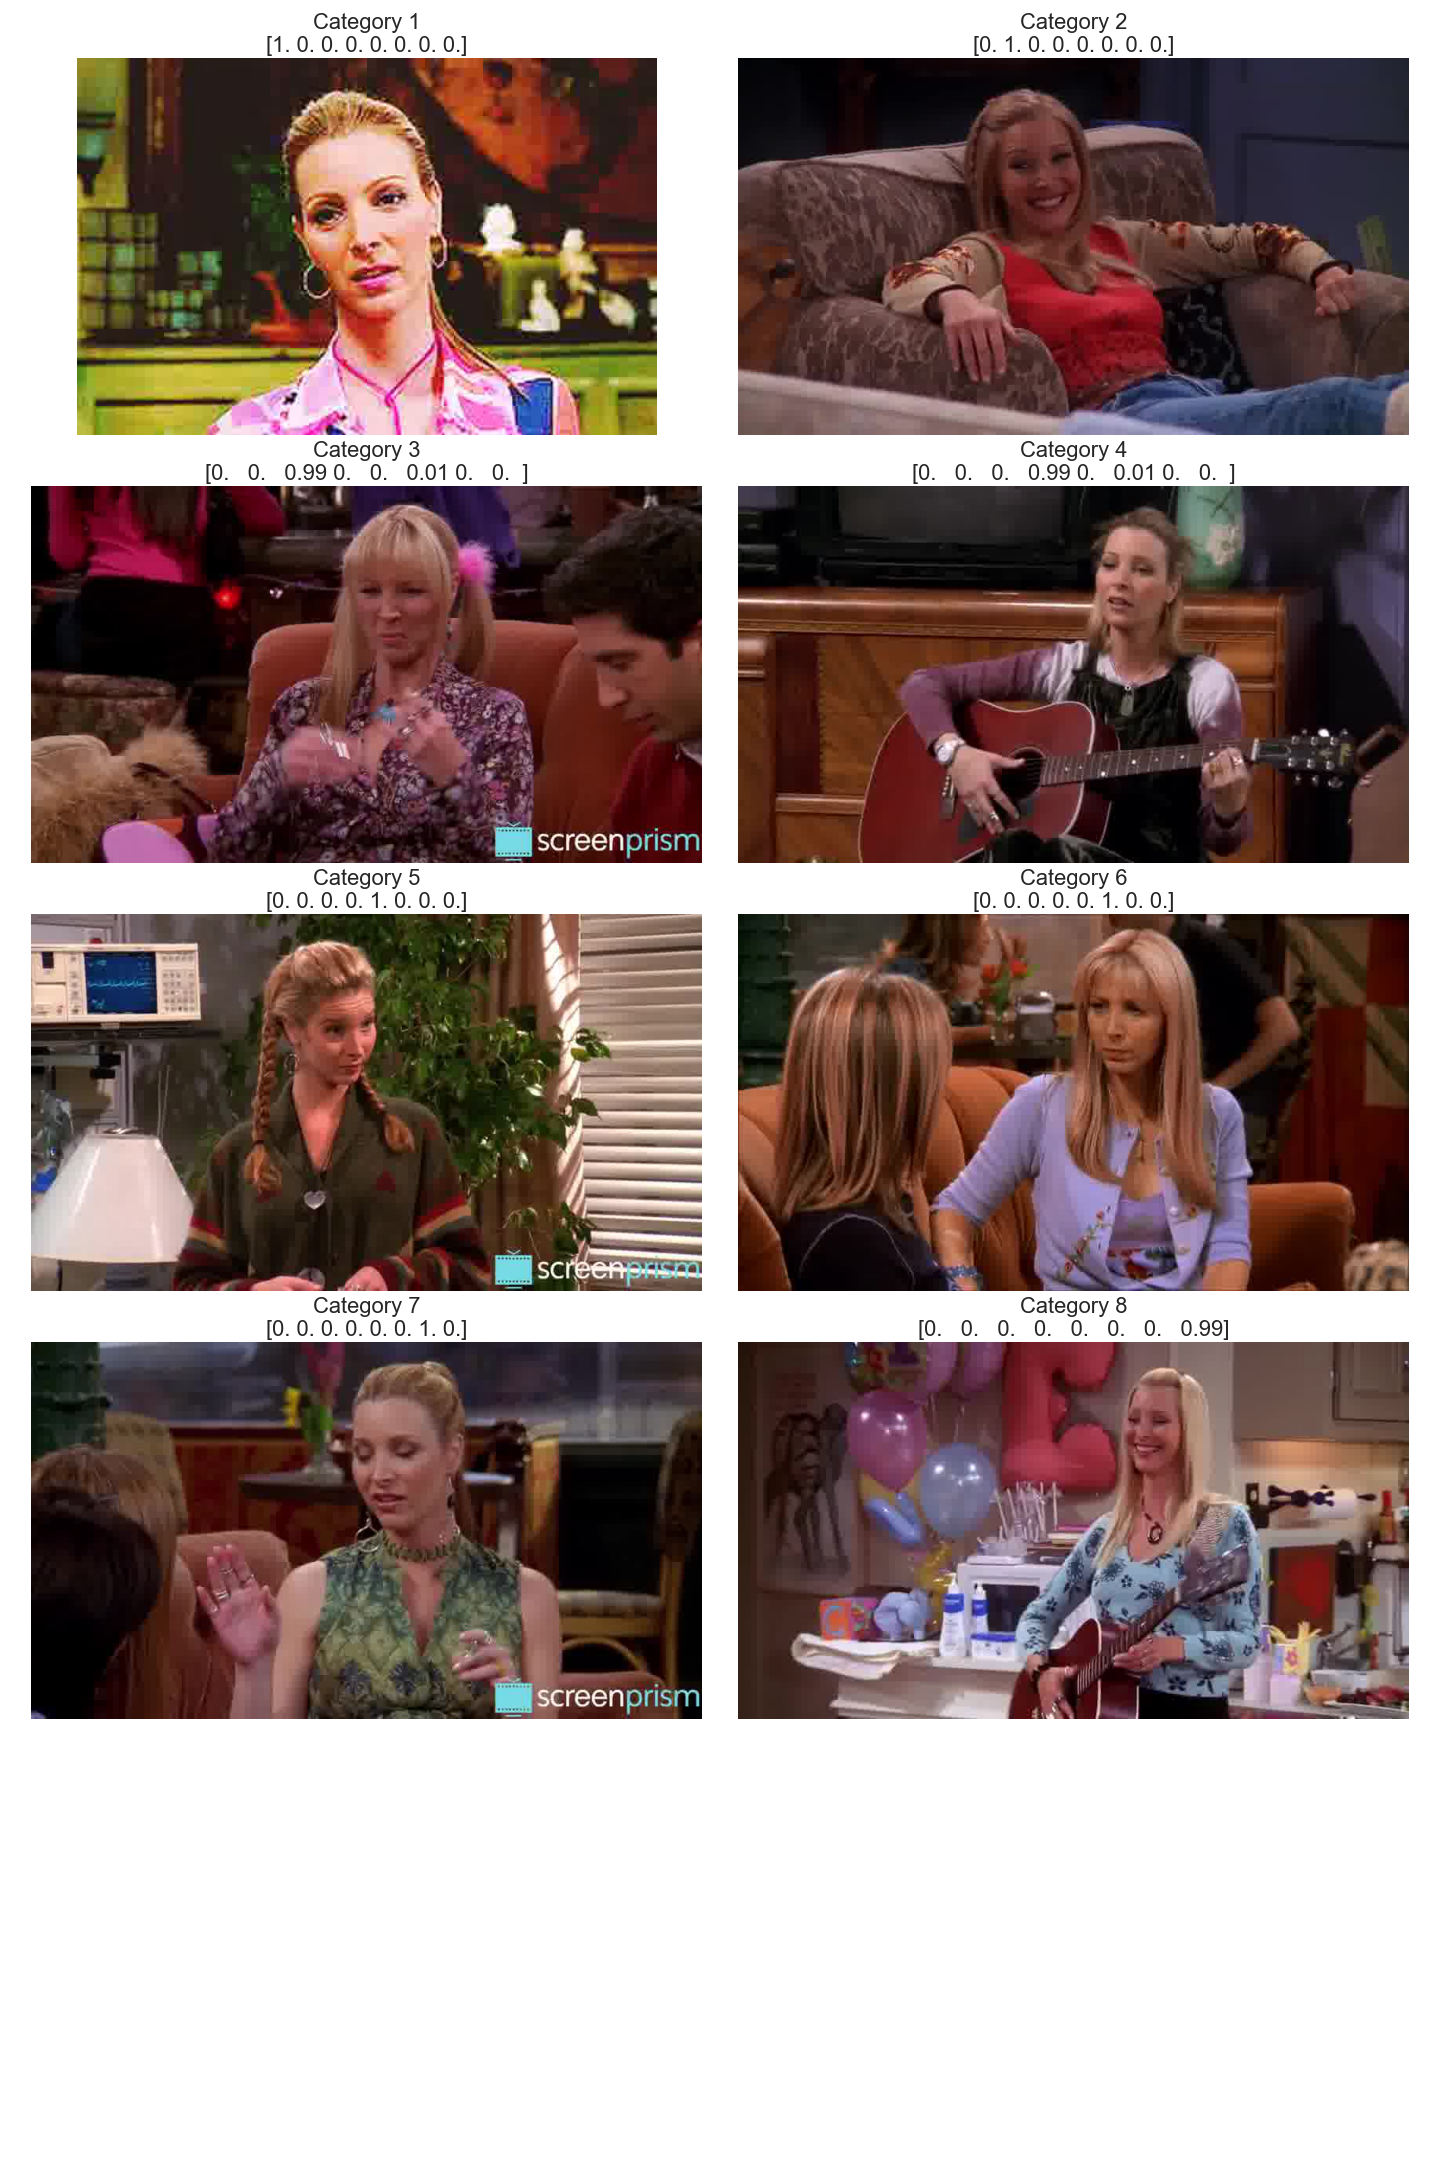 Category 1
[1. 0. 0. 0. 0. 0. 0. 0.]
Category 2
[0. 1. 0. 0. 0. 0. 0. 0.]
Category 3
[0.   0.   0.99 0.   0.   0.01 0.   0.  ]
screenprism
Category 4
[0.   0.   0.   0.99 0.   0.01 0.   0.  ]
Category 5
[0. 0. 0. 0. 1. 0. 0. 0.]
screenprism
Category 6
[0. 0. 0. 0. 0. 1. 0. 0.]
Category 7
[0. 0. 0. 0. 0. 0. 1. 0.]
screenprism
Category 8
[0.   0.   0.   0.   0.   0.   0.   0.99]
E
C